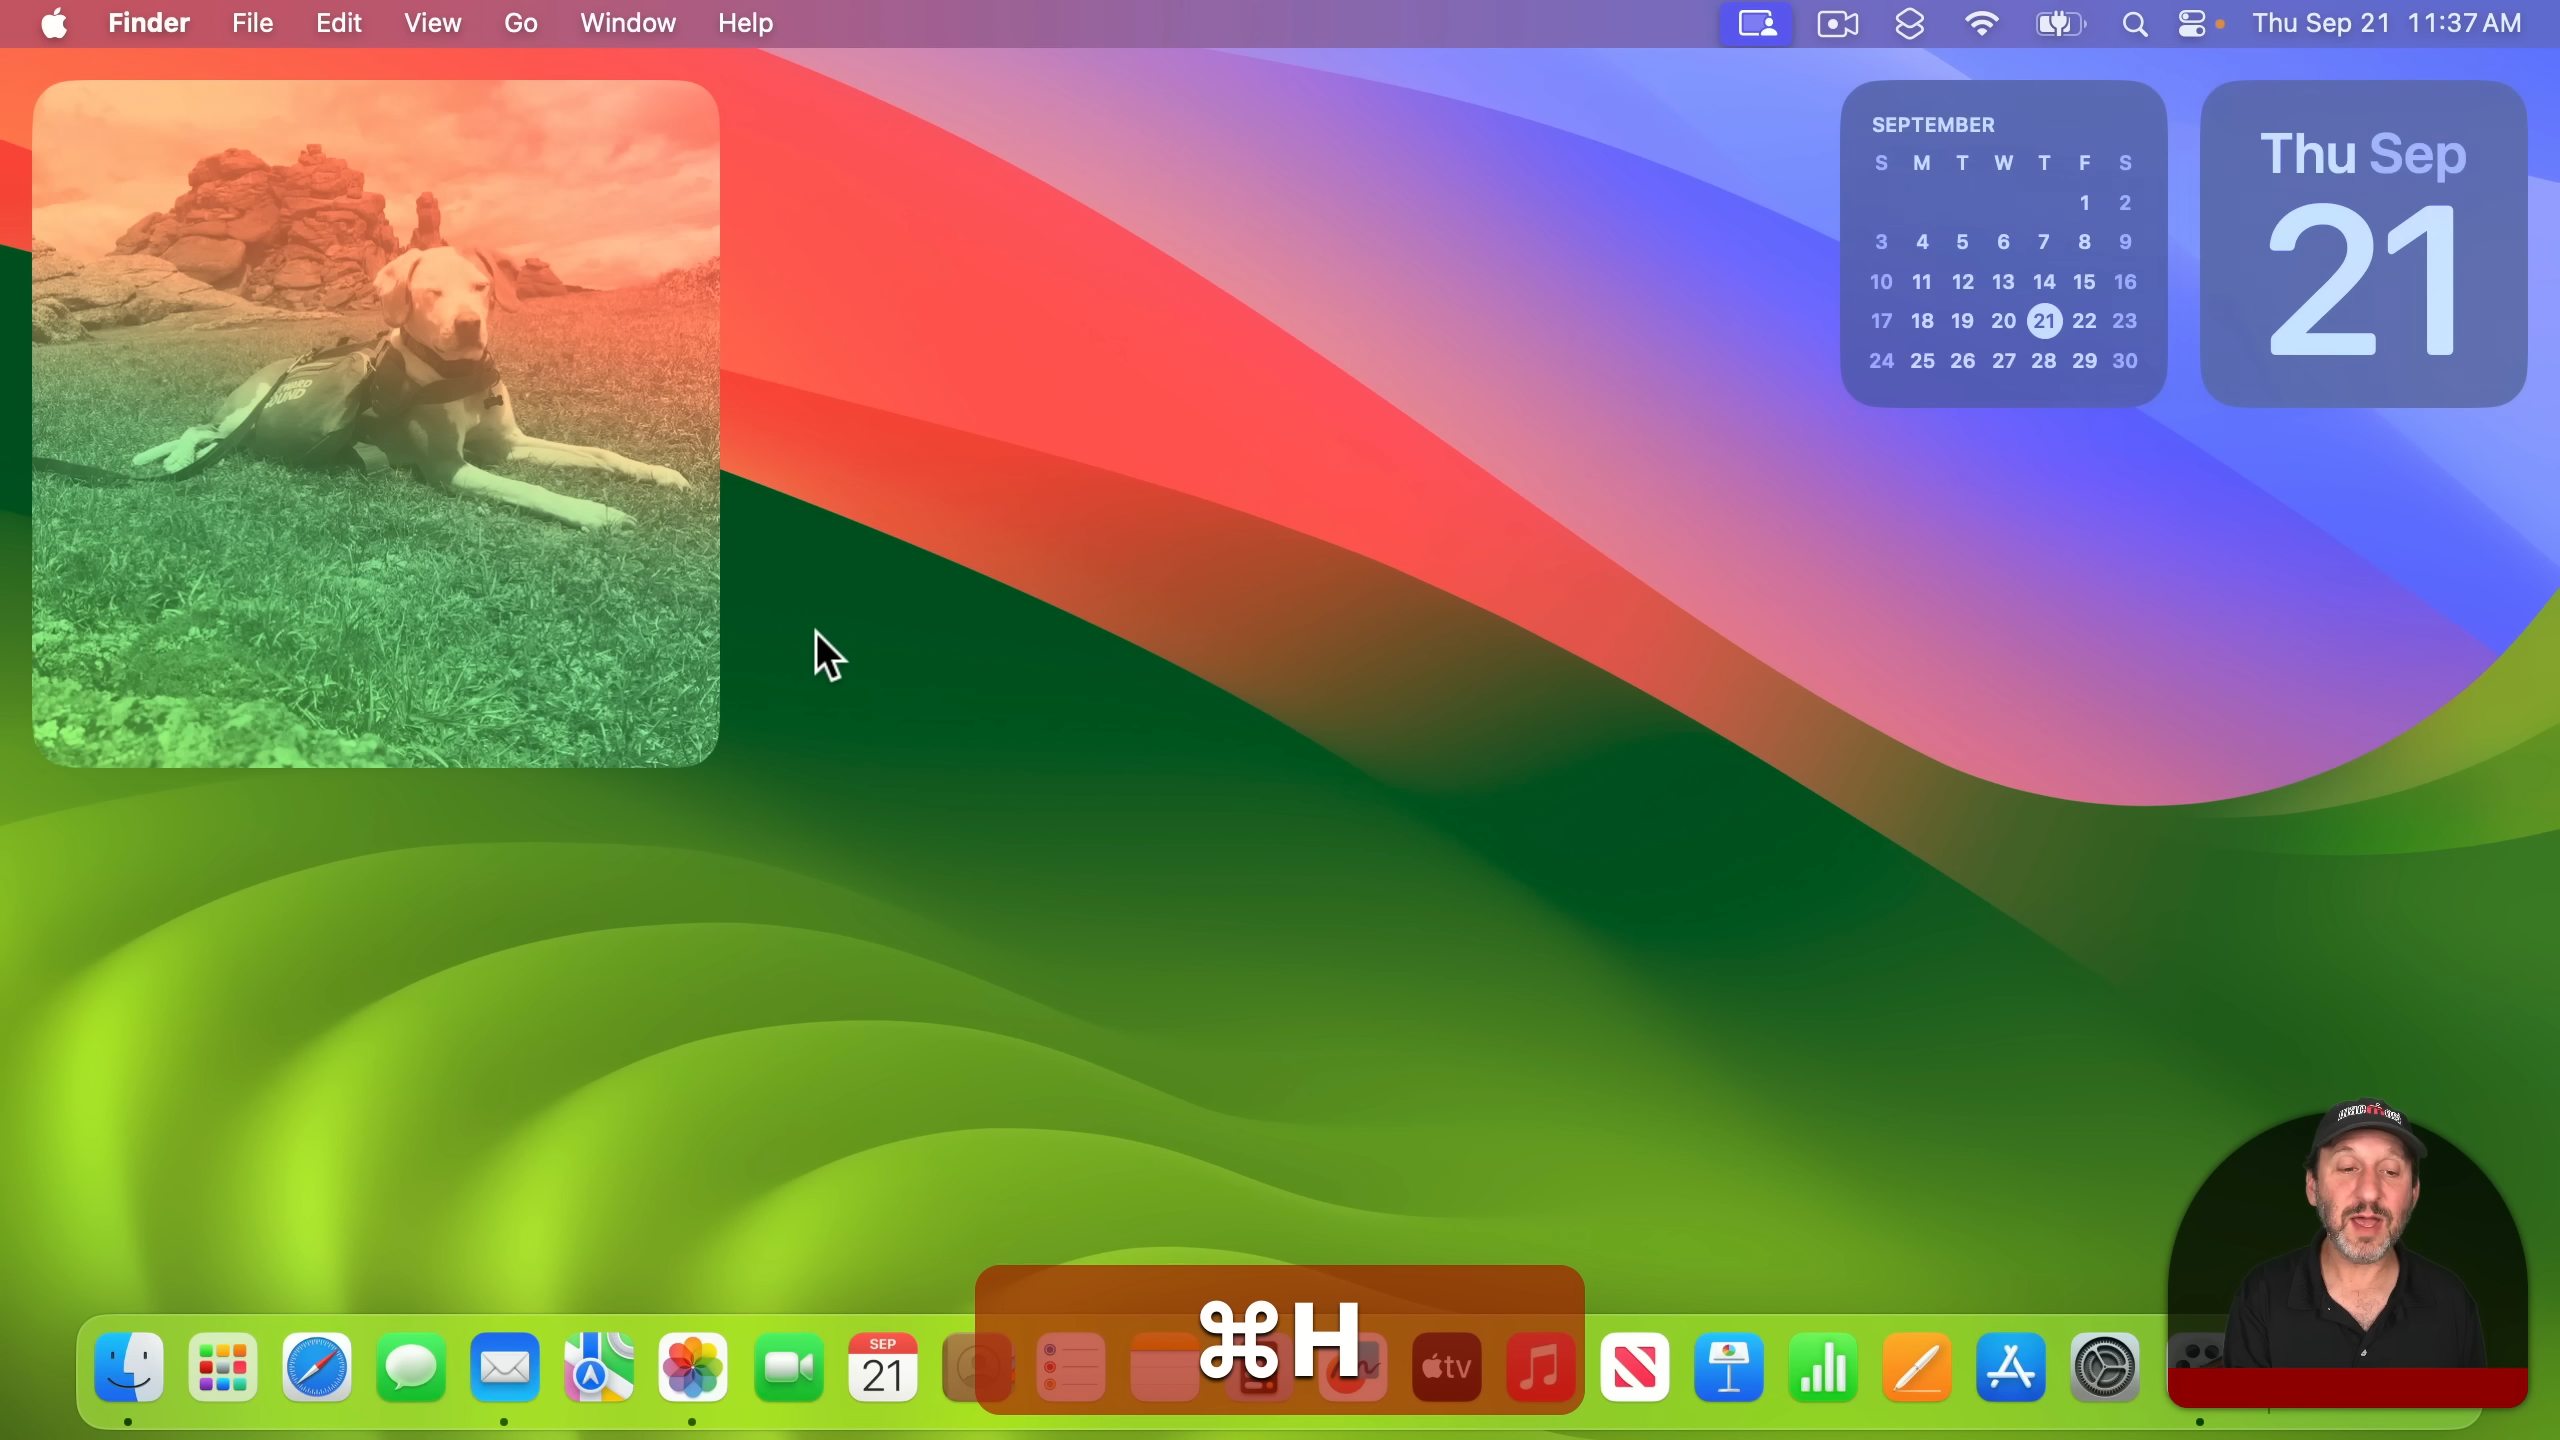 Finder File Edit View Go Window Help Thu Sep 21 11:37 AM
SEPTEMBER
S M T W T F S
1 2
3 4 5 6 7 8 9
10 11 12 13 14 15 16
17 18 19 20 21 22 23
24 25 26 27 28 29 30
Thu Sep
21
SEP
21
⌘H
tv